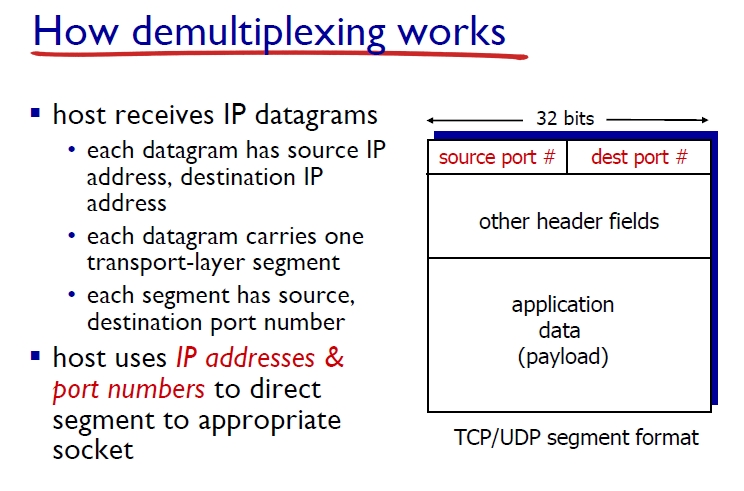 How demultiplexing works
▪ host receives IP datagrams
• each datagram has source IP
address, destination IP
address
• each datagram carries one
transport-layer segment
• each segment has source,
destination port number
▪ host uses IP addresses &
port numbers to direct
segment to appropriate
socket
32 bits
source port # dest port #
other header fields
application
data
(payload)
TCP/UDP segment format